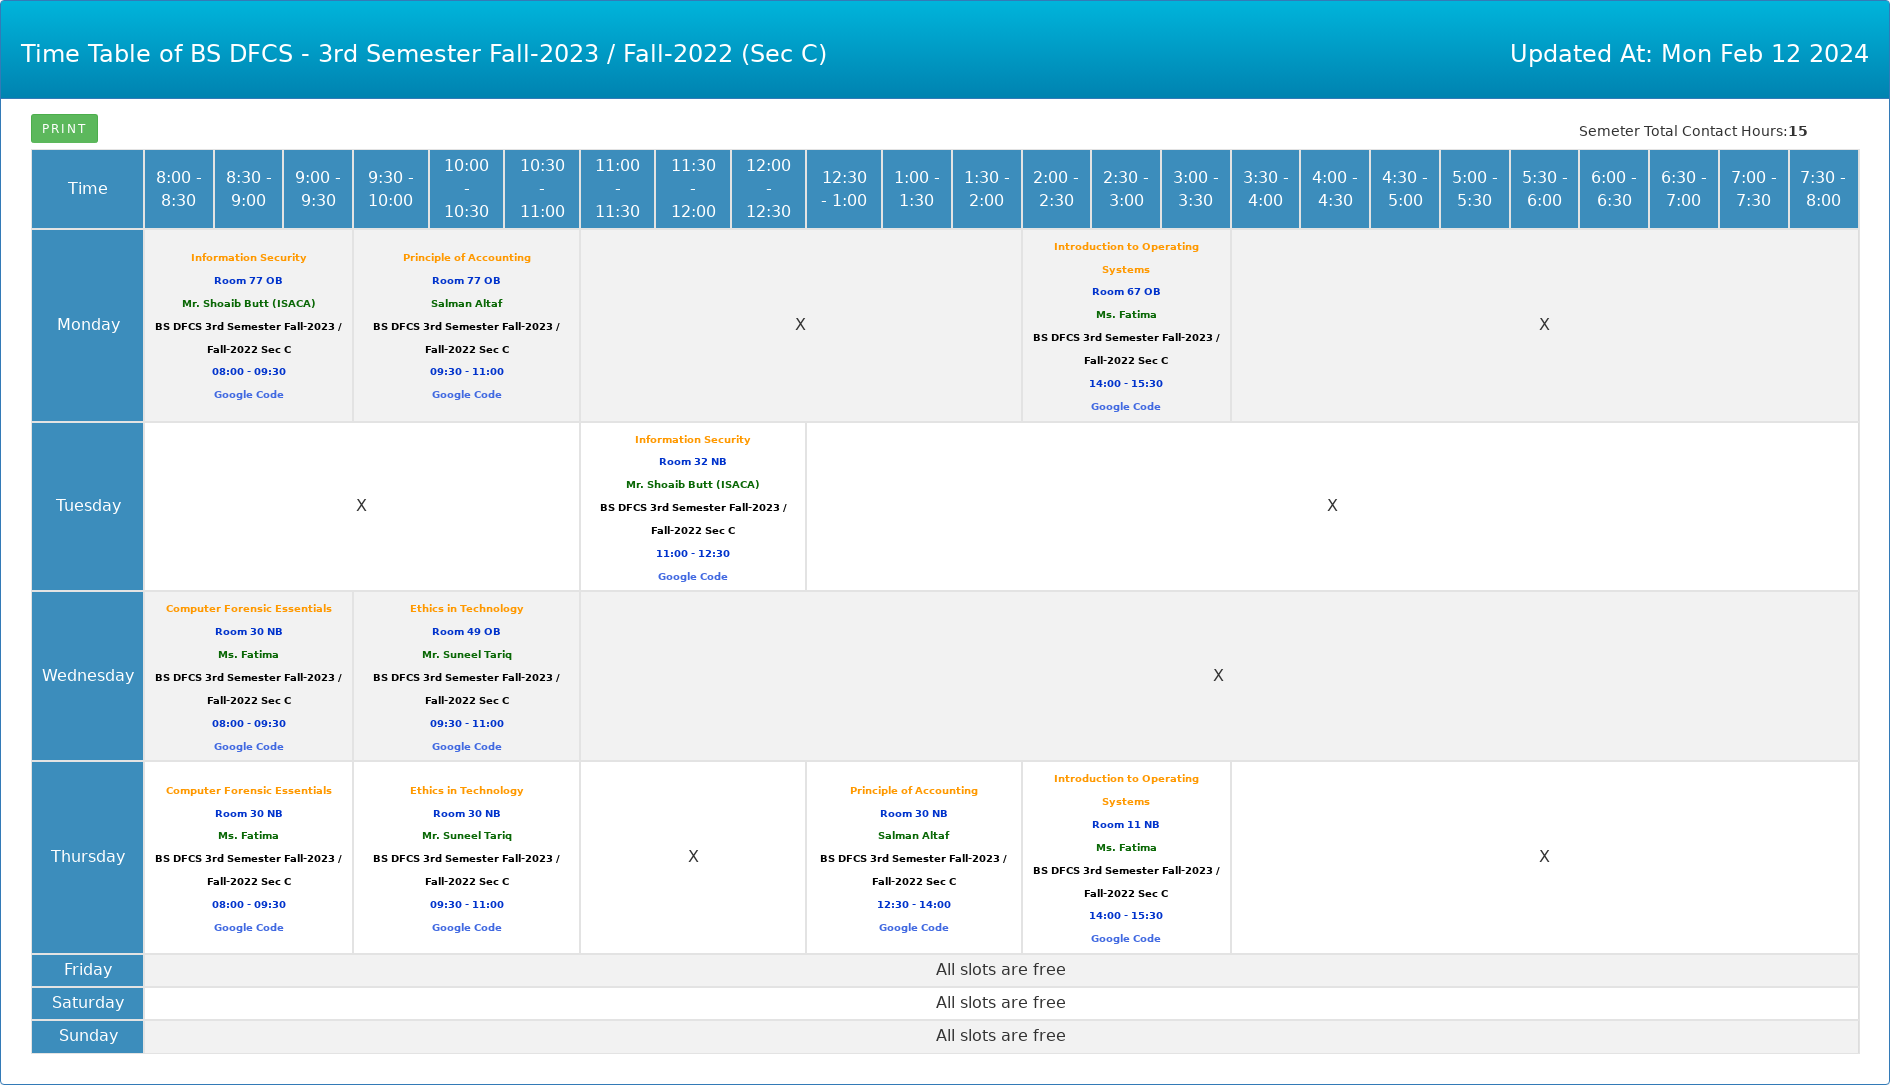 Time Table of BS DFCS - 3rd Semester Fall-2023 / Fall-2022 (Sec C)
Updated At: Mon Feb 12 2024
PRINT
Semeter Total Contact Hours:15
Time
8:00 -
8:30
8:30 -
9:00
9:00 -
9:30
9:30 -
10:00
10:00
-
10:30
10:30
-
11:00
11:00
-
11:30
11:30
-
12:00
12:00
-
12:30
12:30
- 1:00
1:00 -
1:30
1:30 -
2:00
2:00 -
2:30
2:30 -
3:00
3:00 -
3:30
3:30 -
4:00
4:00 -
4:30
4:30 -
5:00
5:00 -
5:30
5:30 -
6:00
6:00 -
6:30
6:30 -
7:00
7:00 -
7:30
7:30 -
8:00
Monday
Information Security
Room 77 OB
Mr. Shoaib Butt (ISACA)
BS DFCS 3rd Semester Fall-2023 /
Fall-2022 Sec C
08:00 - 09:30
Google Code
Principle of Accounting
Room 77 OB
Salman Altaf
BS DFCS 3rd Semester Fall-2023 /
Fall-2022 Sec C
09:30 - 11:00
Google Code
X
Introduction to Operating
Systems
Room 67 OB
Ms. Fatima
BS DFCS 3rd Semester Fall-2023 /
Fall-2022 Sec C
14:00 - 15:30
Google Code
X
Tuesday
X
Information Security
Room 32 NB
Mr. Shoaib Butt (ISACA)
BS DFCS 3rd Semester Fall-2023 /
Fall-2022 Sec C
11:00 - 12:30
Google Code
X
Wednesday
Computer Forensic Essentials
Room 30 NB
Ms. Fatima
BS DFCS 3rd Semester Fall-2023 /
Fall-2022 Sec C
08:00 - 09:30
Google Code
Ethics in Technology
Room 49 OB
Mr. Suneel Tariq
BS DFCS 3rd Semester Fall-2023 /
Fall-2022 Sec C
09:30 - 11:00
Google Code
X
Thursday
Computer Forensic Essentials
Room 30 NB
Ms. Fatima
BS DFCS 3rd Semester Fall-2023 /
Fall-2022 Sec C
08:00 - 09:30
Google Code
Ethics in Technology
Room 30 NB
Mr. Suneel Tariq
BS DFCS 3rd Semester Fall-2023 /
Fall-2022 Sec C
09:30 - 11:00
Google Code
X
Principle of Accounting
Room 30 NB
Salman Altaf
BS DFCS 3rd Semester Fall-2023 /
Fall-2022 Sec C
12:30 - 14:00
Google Code
Introduction to Operating
Systems
Room 11 NB
Ms. Fatima
BS DFCS 3rd Semester Fall-2023 /
Fall-2022 Sec C
14:00 - 15:30
Google Code
X
Friday
All slots are free
Saturday
All slots are free
Sunday
All slots are free